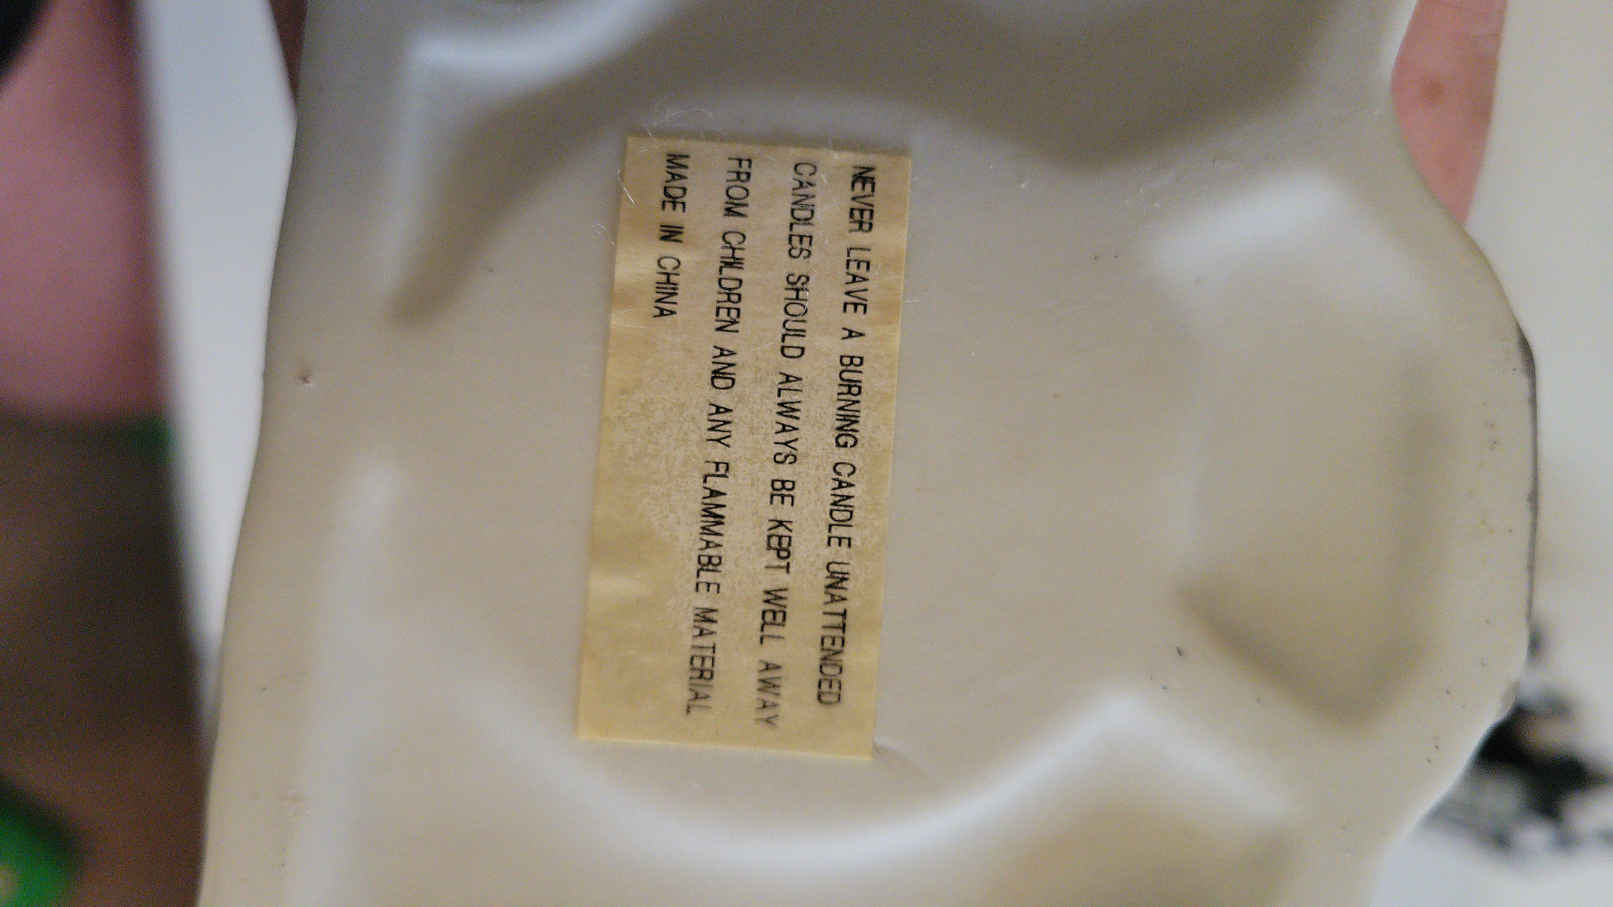 NEVER LEAVE A BURNING CANDLE UNATTENDED
CANDLES SHOULD ALWAYS BE KEPT WELL AWAY
FROM CHILDREN AND ANY FLAMMABLE MATERIAL
MADE IN CHINA